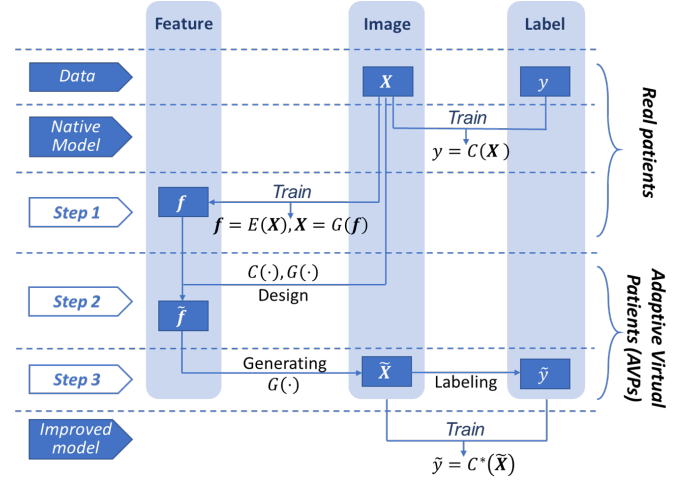 Feature
Image
Label
Data
X
y
Native
Model
Train
y = C(X)
Real patients
Step 1
f
Train
f = E(X), X = G(f)
Step 2
C(·), G(·)
Design
f̃
Adaptive Virtual
Patients (AVPs)
Step 3
Generating
G(·)
X̃
Labeling
ỹ
Improved
model
Train
ỹ = C*(X̃)